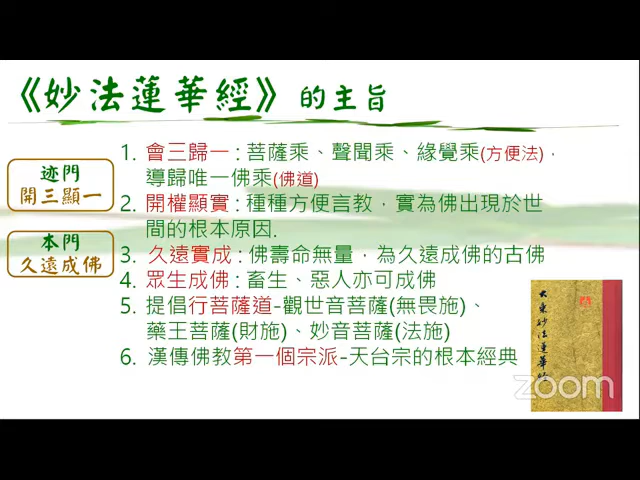 《妙法蓮華經》的主旨
迹門
開三顯一
本門
久遠成佛
1. 會三歸一 : 菩薩乘、聲聞乘、緣覺乘(方便法)，
導歸唯一佛乘(佛道)
2. 開權顯實 : 種種方便言教，實為佛出現於世
間的根本原因.
3. 久遠實成 : 佛壽命無量，為久遠成佛的古佛
4. 眾生成佛 : 畜生、惡人亦可成佛
5. 提倡行菩薩道-觀世音菩薩(無畏施)、
藥王菩薩(財施)、妙音菩薩(法施)
6. 漢傳佛教第一個宗派-天台宗的根本經典
大乘妙法蓮華經
zoom